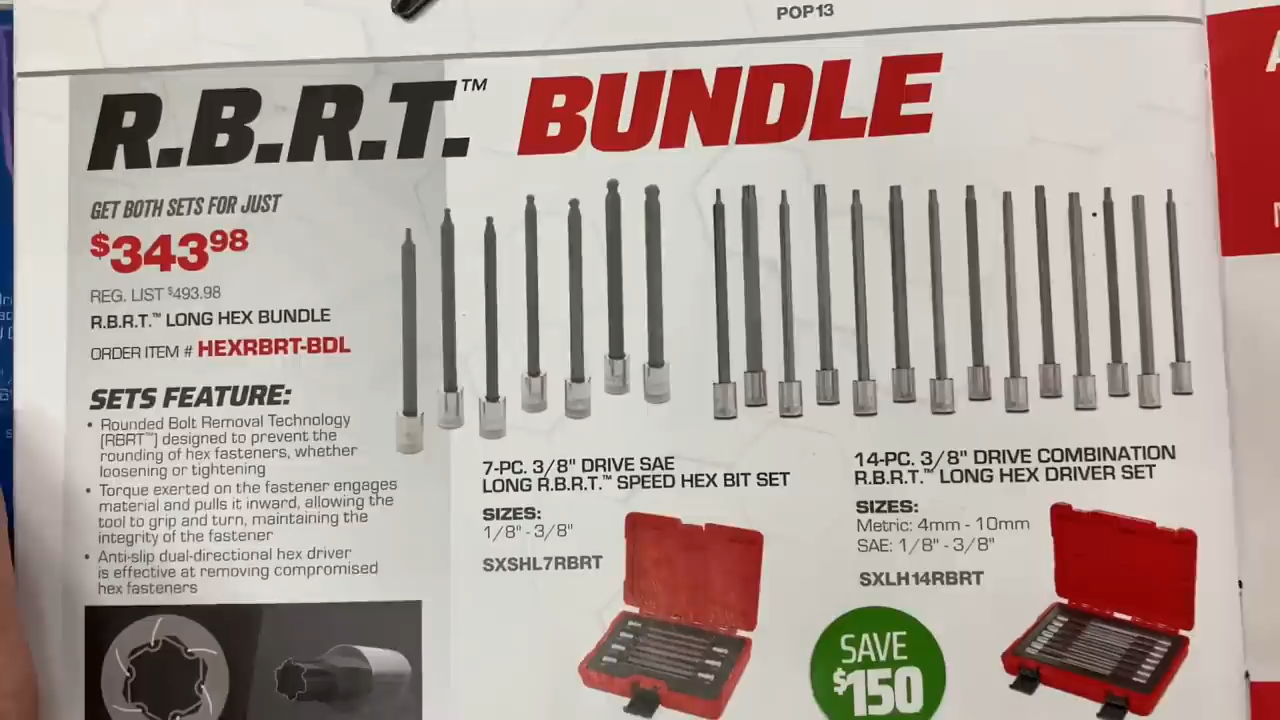 POP13
R.B.R.T.™ BUNDLE
GET BOTH SETS FOR JUST
$34398
REG. LIST $493.98
R.B.R.T.™ LONG HEX BUNDLE
ORDER ITEM # HEXRBRT-BDL
SETS FEATURE:
• Rounded Bolt Removal Technology
(RBRT™) designed to prevent the
rounding of hex fasteners, whether
loosening or tightening
• Torque exerted on the fastener engages
material and pulls it inward, allowing the
tool to grip and turn, maintaining the
integrity of the fastener
• Anti-slip dual-directional hex driver
is effective at removing compromised
hex fasteners
7-PC. 3/8" DRIVE SAE
LONG R.B.R.T.™ SPEED HEX BIT SET
SIZES:
1/8" - 3/8"
SXSHL7RBRT
14-PC. 3/8" DRIVE COMBINATION
R.B.R.T.™ LONG HEX DRIVER SET
SIZES:
Metric: 4mm - 10mm
SAE: 1/8" - 3/8"
SXLH14RBRT
SAVE
$150